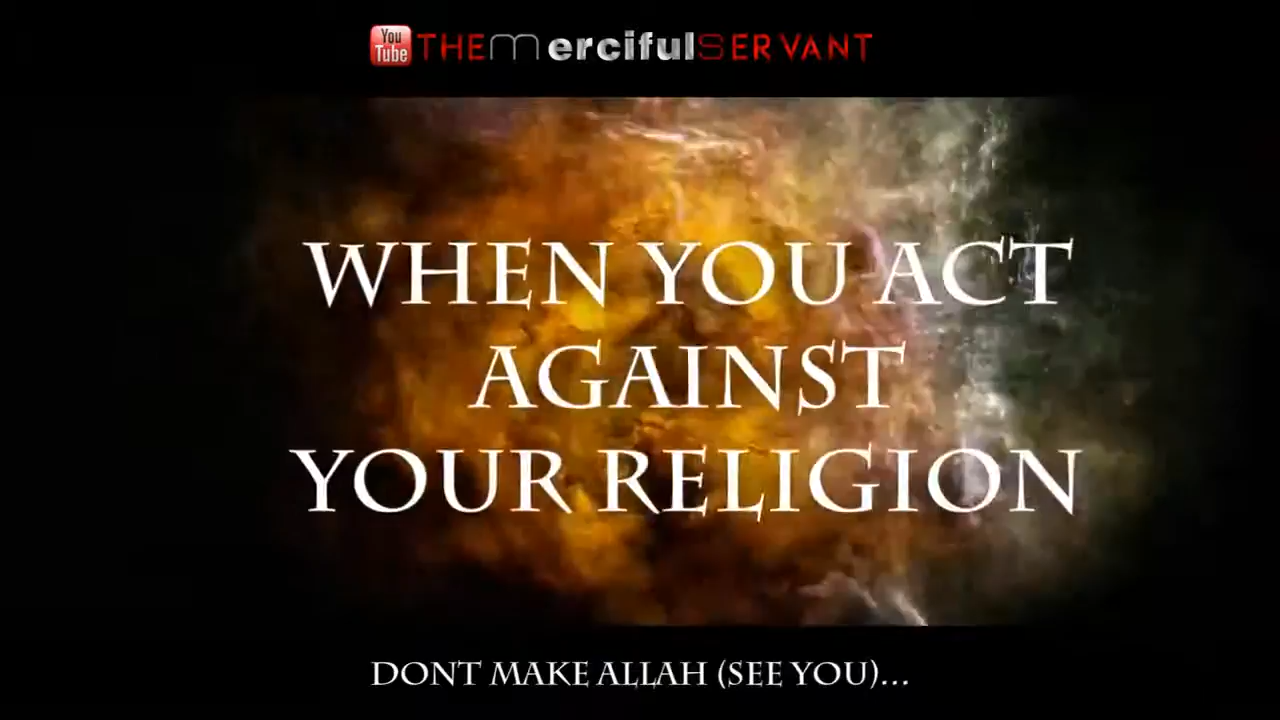 You Tube THEmercifulSERVANT
WHEN YOU ACT
AGAINST
YOUR RELIGION
DONT MAKE ALLAH (SEE YOU)...